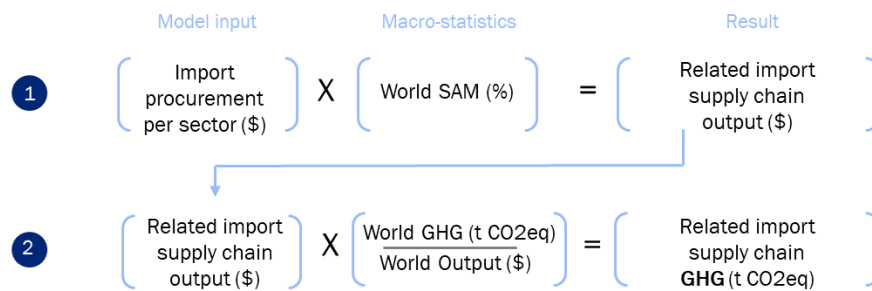 Model input Macro-statistics Result
1
Import
procurement
per sector ($)
X
World SAM (%)
=
Related import
supply chain
output ($)
2
Related import
supply chain
output ($)
X
World GHG (t CO2eq)
World Output ($)
=
Related import
supply chain
GHG (t CO2eq)